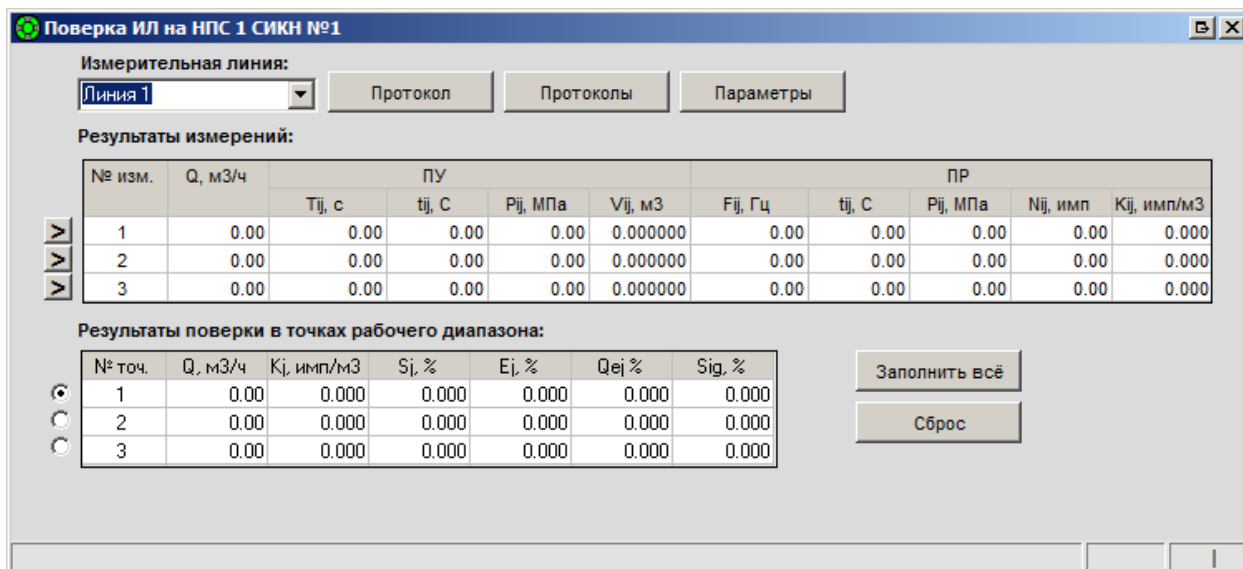 Поверка ИЛ на НПС 1 СИКН №1
Измерительная линия:
Линия 1 Протокол Протоколы Параметры
Результаты измерений:
№ изм. Q, м3/ч ПУ ПР
Tij, с tij, С Pij, МПа Vij, м3 Fij, Гц tij, С Pij, МПа Nij, имп Kij, имп/м3
> 1 0.00 0.00 0.00 0.00 0.000000 0.00 0.00 0.00 0.00 0.000
> 2 0.00 0.00 0.00 0.00 0.000000 0.00 0.00 0.00 0.00 0.000
> 3 0.00 0.00 0.00 0.00 0.000000 0.00 0.00 0.00 0.00 0.000
Результаты поверки в точках рабочего диапазона:
№ точ. Q, м3/ч Kj, имп/м3 Sj, % Ej, % Qej % Sig, %
1 0.00 0.000 0.000 0.000 0.000 0.000
2 0.00 0.000 0.000 0.000 0.000 0.000
3 0.00 0.000 0.000 0.000 0.000 0.000
Заполнить всё
Сброс